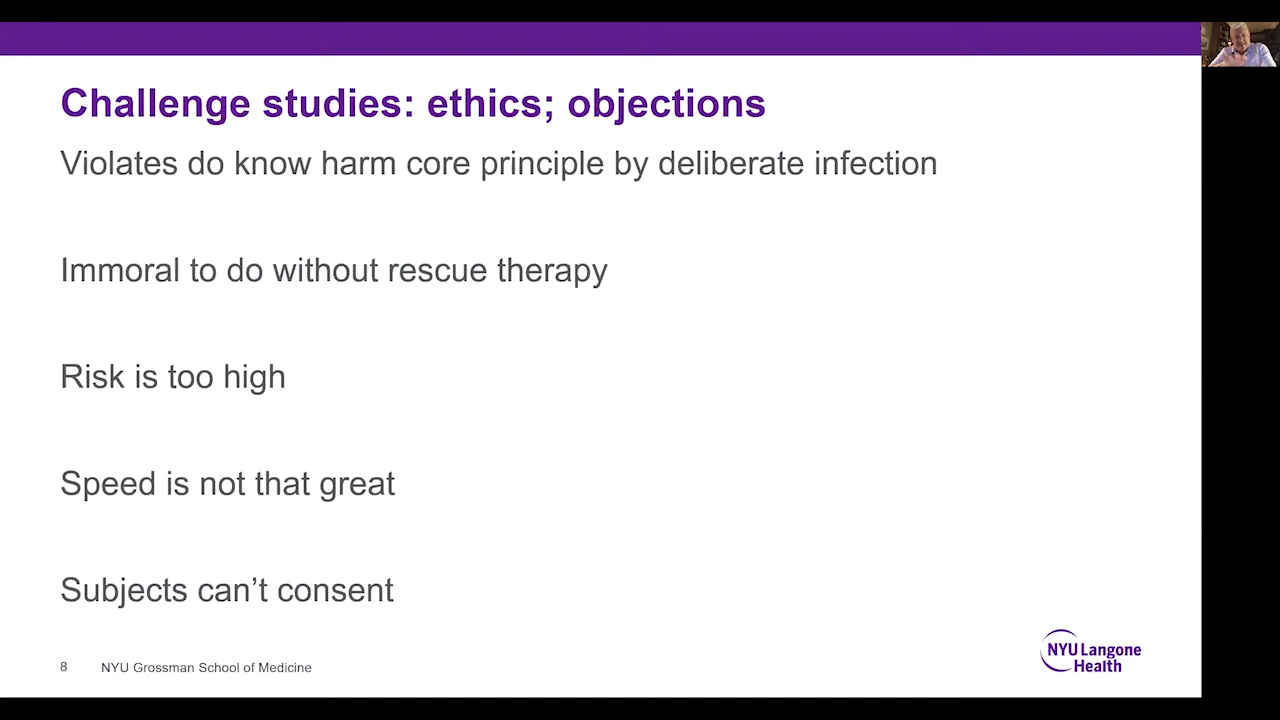 Challenge studies: ethics; objections
Violates do know harm core principle by deliberate infection
Immoral to do without rescue therapy
Risk is too high
Speed is not that great
Subjects can’t consent
8
NYU Grossman School of Medicine
NYU Langone
Health